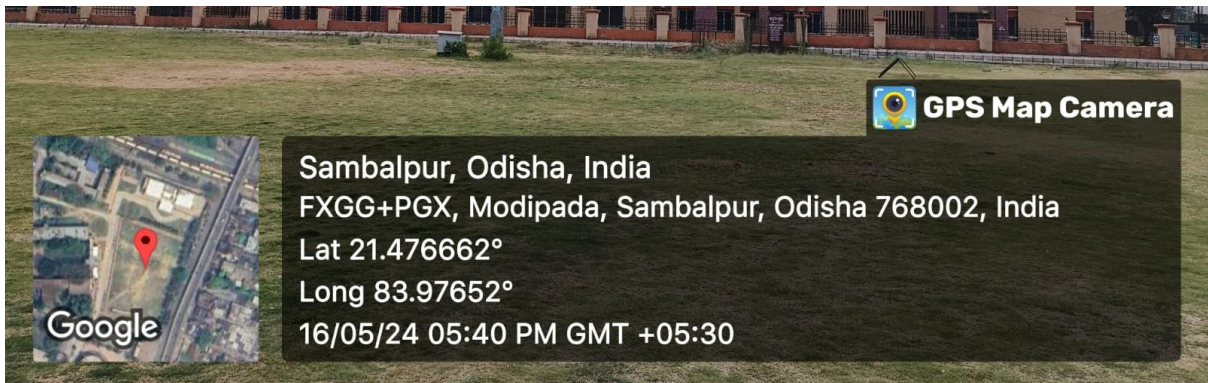 GPS Map Camera
Sambalpur, Odisha, India
FXGG+PGX, Modipada, Sambalpur, Odisha 768002, India
Lat 21.476662°
Long 83.97652°
16/05/24 05:40 PM GMT +05:30
Google